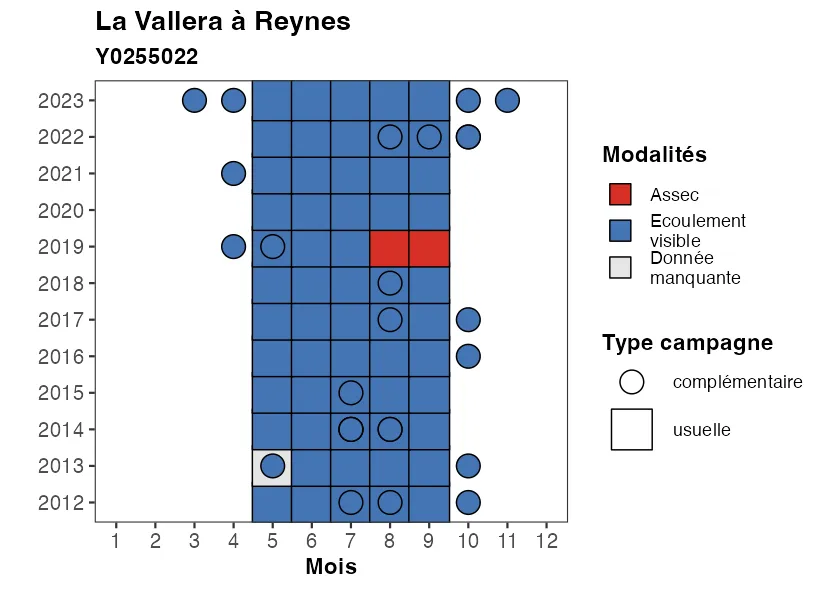 La Vallera à Reynes
Y0255022
2023
2022
2021
2020
2019
2018
2017
2016
2015
2014
2013
2012
1 2 3 4 5 6 7 8 9 10 11 12
Mois
Modalités
Assec
Ecoulement
visible
Donnée
manquante
Type campagne
complémentaire
usuelle